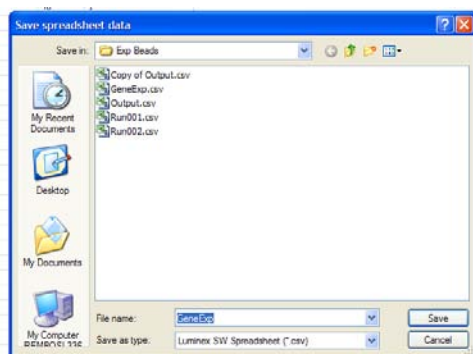 Save spreadsheet data
Save in:
Exp Beads
Copy of Output.csv
GeneExp.csv
Output.csv
Run001.csv
Run002.csv
My Recent
Documents
Desktop
My Documents
My Computer
File name:
GeneExp
Save
Save as type:
Luminex SW Spreadsheet (*.csv)
Cancel